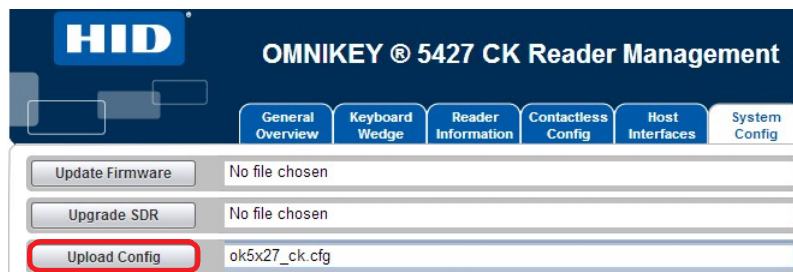 HID
OMNIKEY ® 5427 CK Reader Management
General Overview
Keyboard Wedge
Reader Information
Contactless Config
Host Interfaces
System Config
Update Firmware No file chosen
Upgrade SDR No file chosen
Upload Config ok5x27_ck.cfg